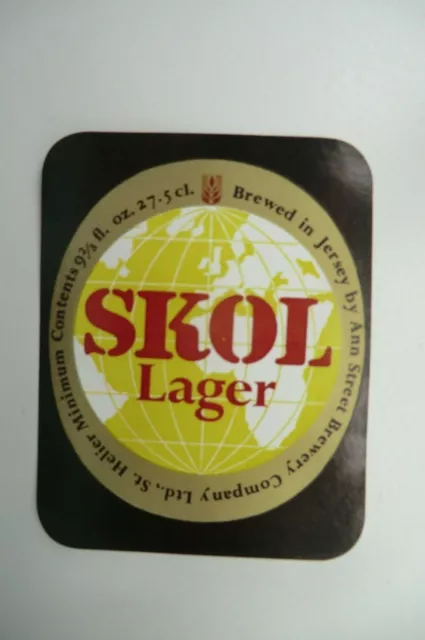 SKOL
Lager
Brewed in Jersey by Ann Street Brewery Company Ltd., St. Helier Minimum Contents 9⅔ fl. oz. 27·5 cl.